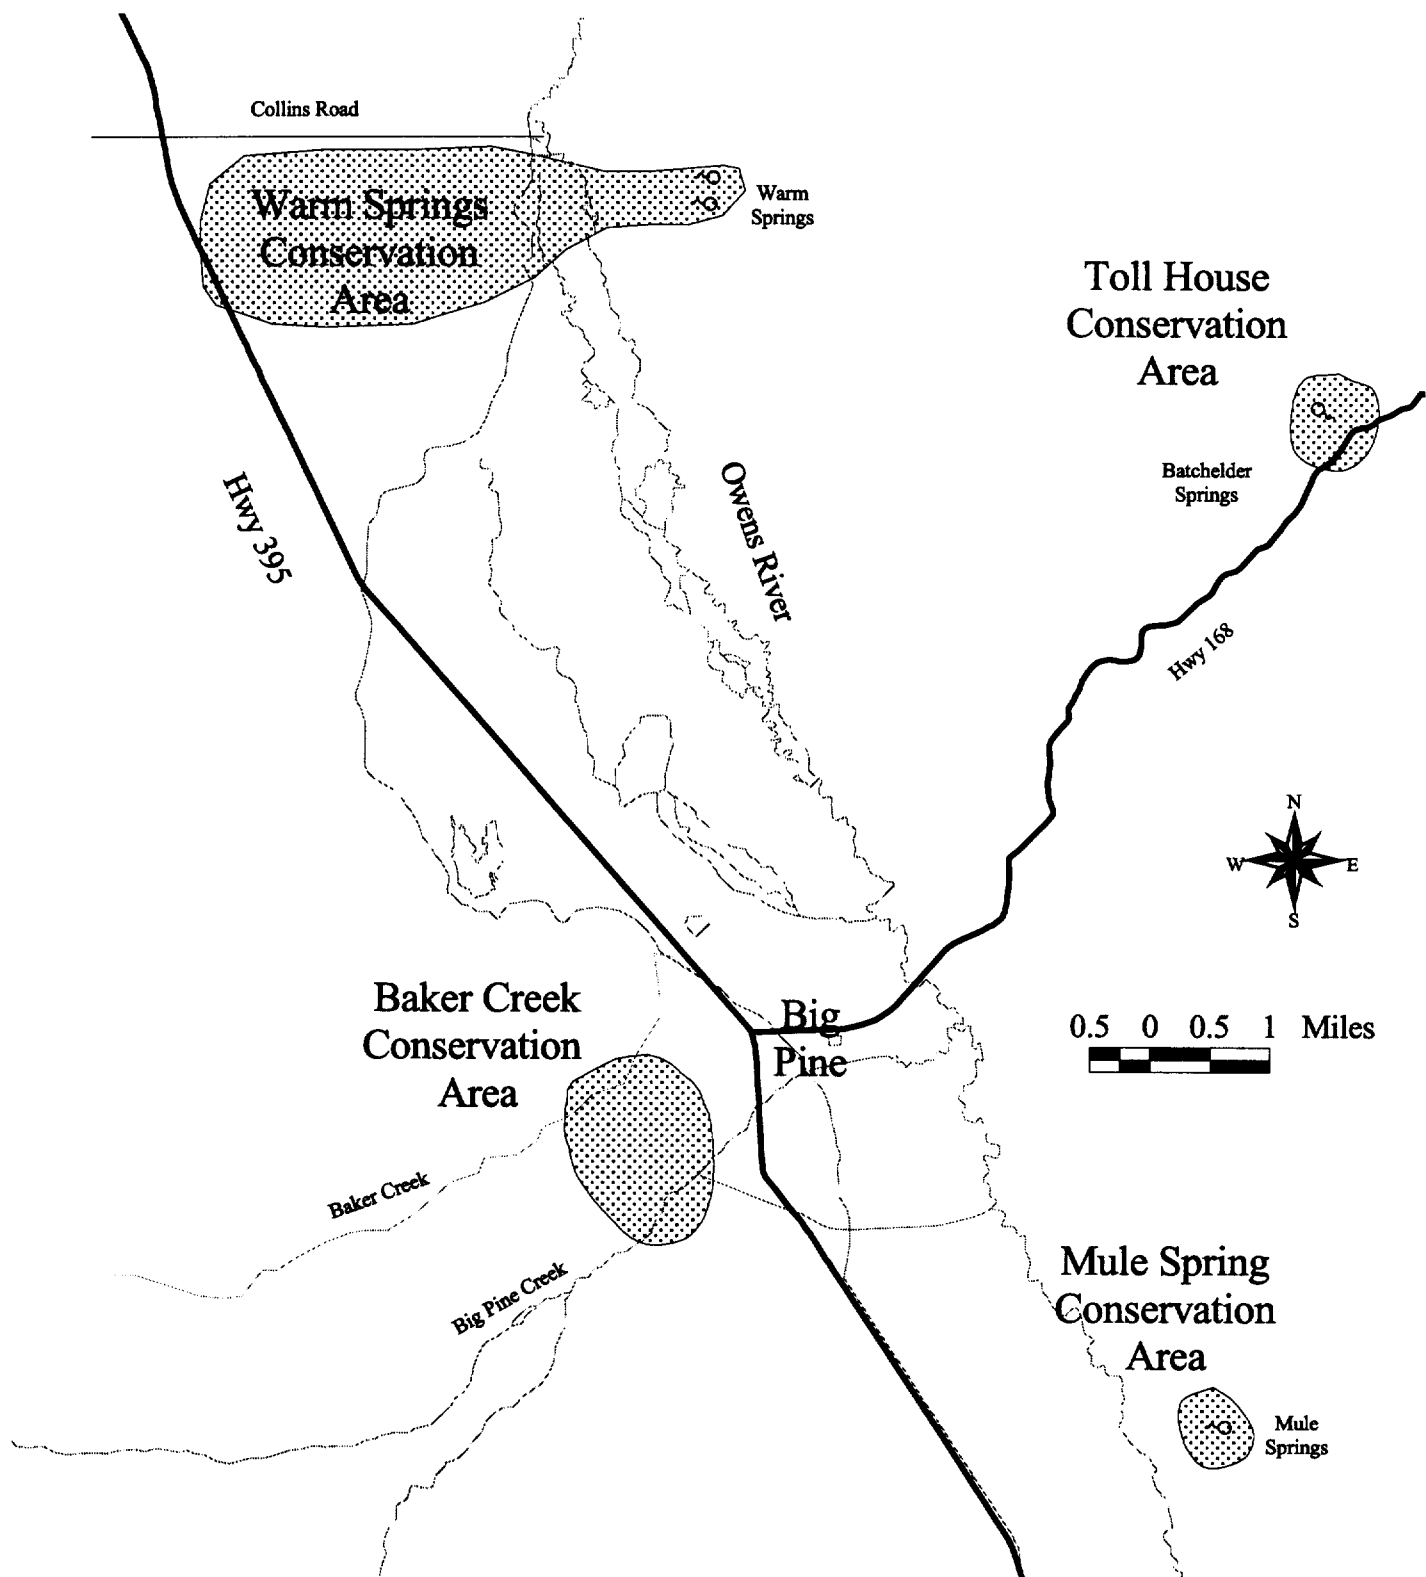 Collins Road
Warm Springs
Conservation
Area
Warm
Springs
Toll House
Conservation
Area
Batchelder
Springs
Hwy 395
Owens River
Hwy 168
N
W
E
S
Baker Creek
Conservation
Area
Big
Pine
0.5 0 0.5 1 Miles
Baker Creek
Big Pine Creek
Mule Spring
Conservation
Area
Mule
Springs